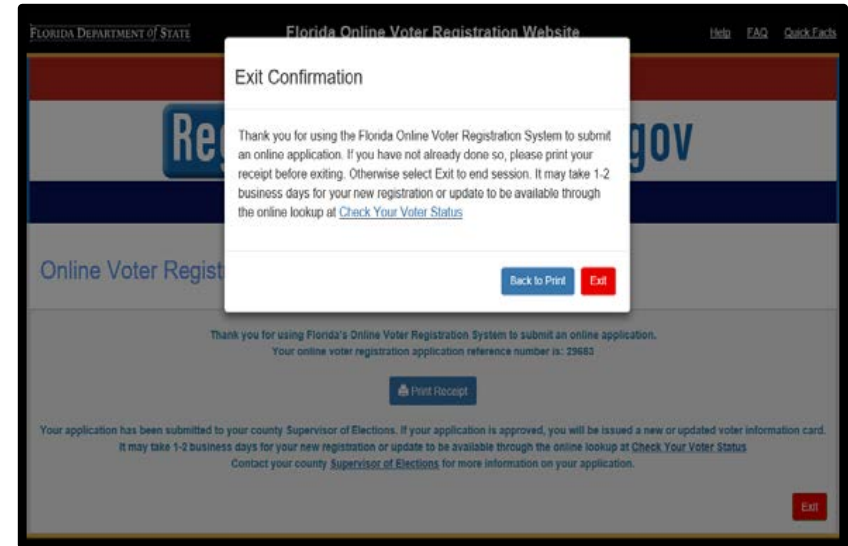 FLORIDA DEPARTMENT of STATE
Florida Online Voter Registration Website
Help FAQ Quick Facts
Exit Confirmation
Thank you for using the Florida Online Voter Registration System to submit
an online application. If you have not already done so, please print your
receipt before exiting. Otherwise select Exit to end session. It may take 1-2
business days for your new registration or update to be available through
the online lookup at Check Your Voter Status
Back to Print Exit
Re
gov
Online Voter Regist
Thank you for using Florida's Online Voter Registration System to submit an online application.
Your online voter registration application reference number is: 29663
Print Receipt
Your application has been submitted to your county Supervisor of Elections. If your application is approved, you will be issued a new or updated voter information card.
It may take 1-2 business days for your new registration or update to be available through the online lookup at Check Your Voter Status
Contact your county Supervisor of Elections for more information on your application.
Exit